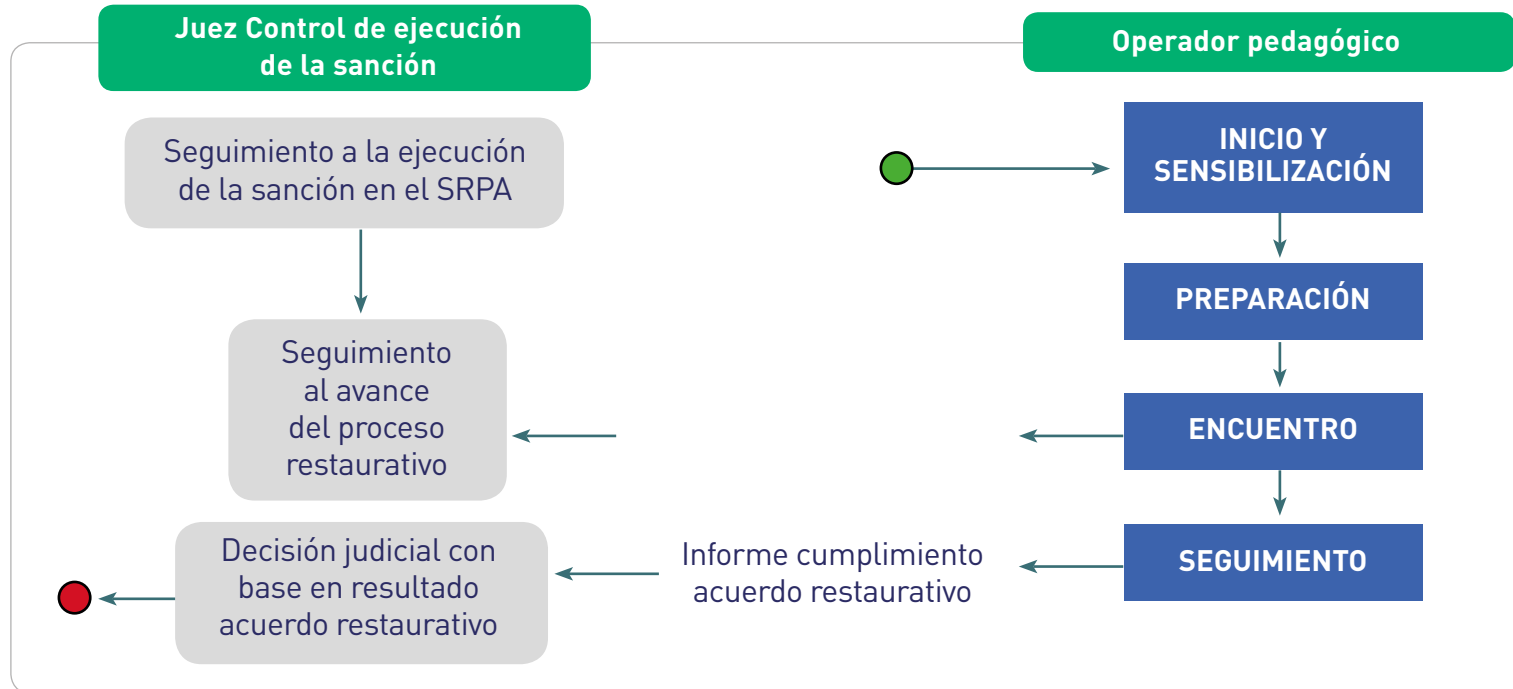 Juez Control de ejecución
de la sanción
Operador pedagógico
Seguimiento a la ejecución
de la sanción en el SRPA
INICIO Y
SENSIBILIZACIÓN
PREPARACIÓN
Seguimiento
al avance
del proceso
restaurativo
ENCUENTRO
Decisión judicial con
base en resultado
acuerdo restaurativo
Informe cumplimiento
acuerdo restaurativo
SEGUIMIENTO